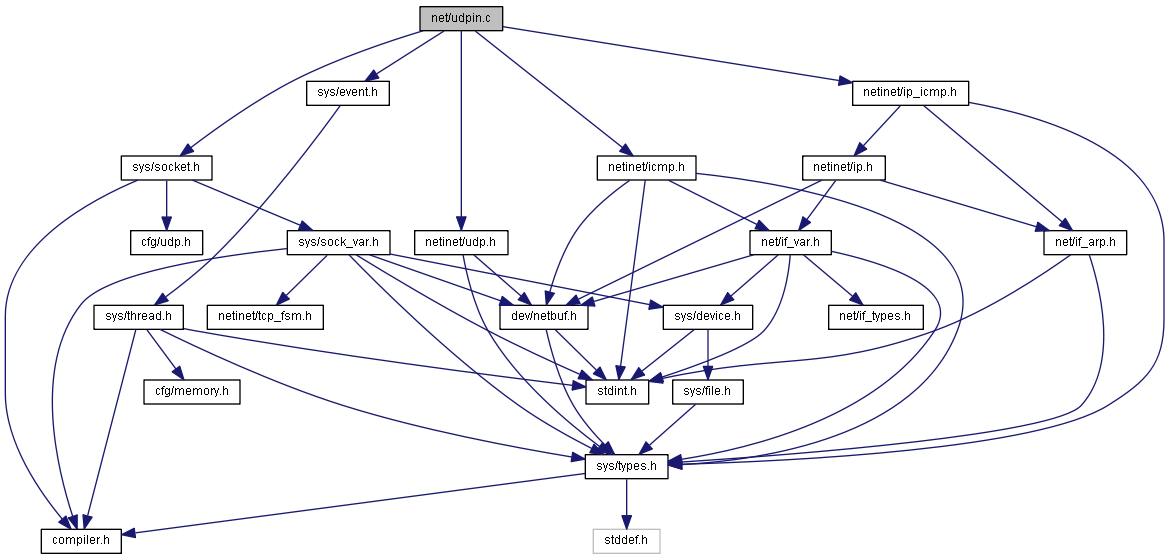 net/udpin.c
sys/event.h
netinet/ip_icmp.h
sys/socket.h
netinet/icmp.h
netinet/ip.h
cfg/udp.h
sys/sock_var.h
netinet/udp.h
net/if_var.h
net/if_arp.h
sys/thread.h
netinet/tcp_fsm.h
dev/netbuf.h
sys/device.h
net/if_types.h
cfg/memory.h
stdint.h
sys/file.h
sys/types.h
compiler.h
stddef.h